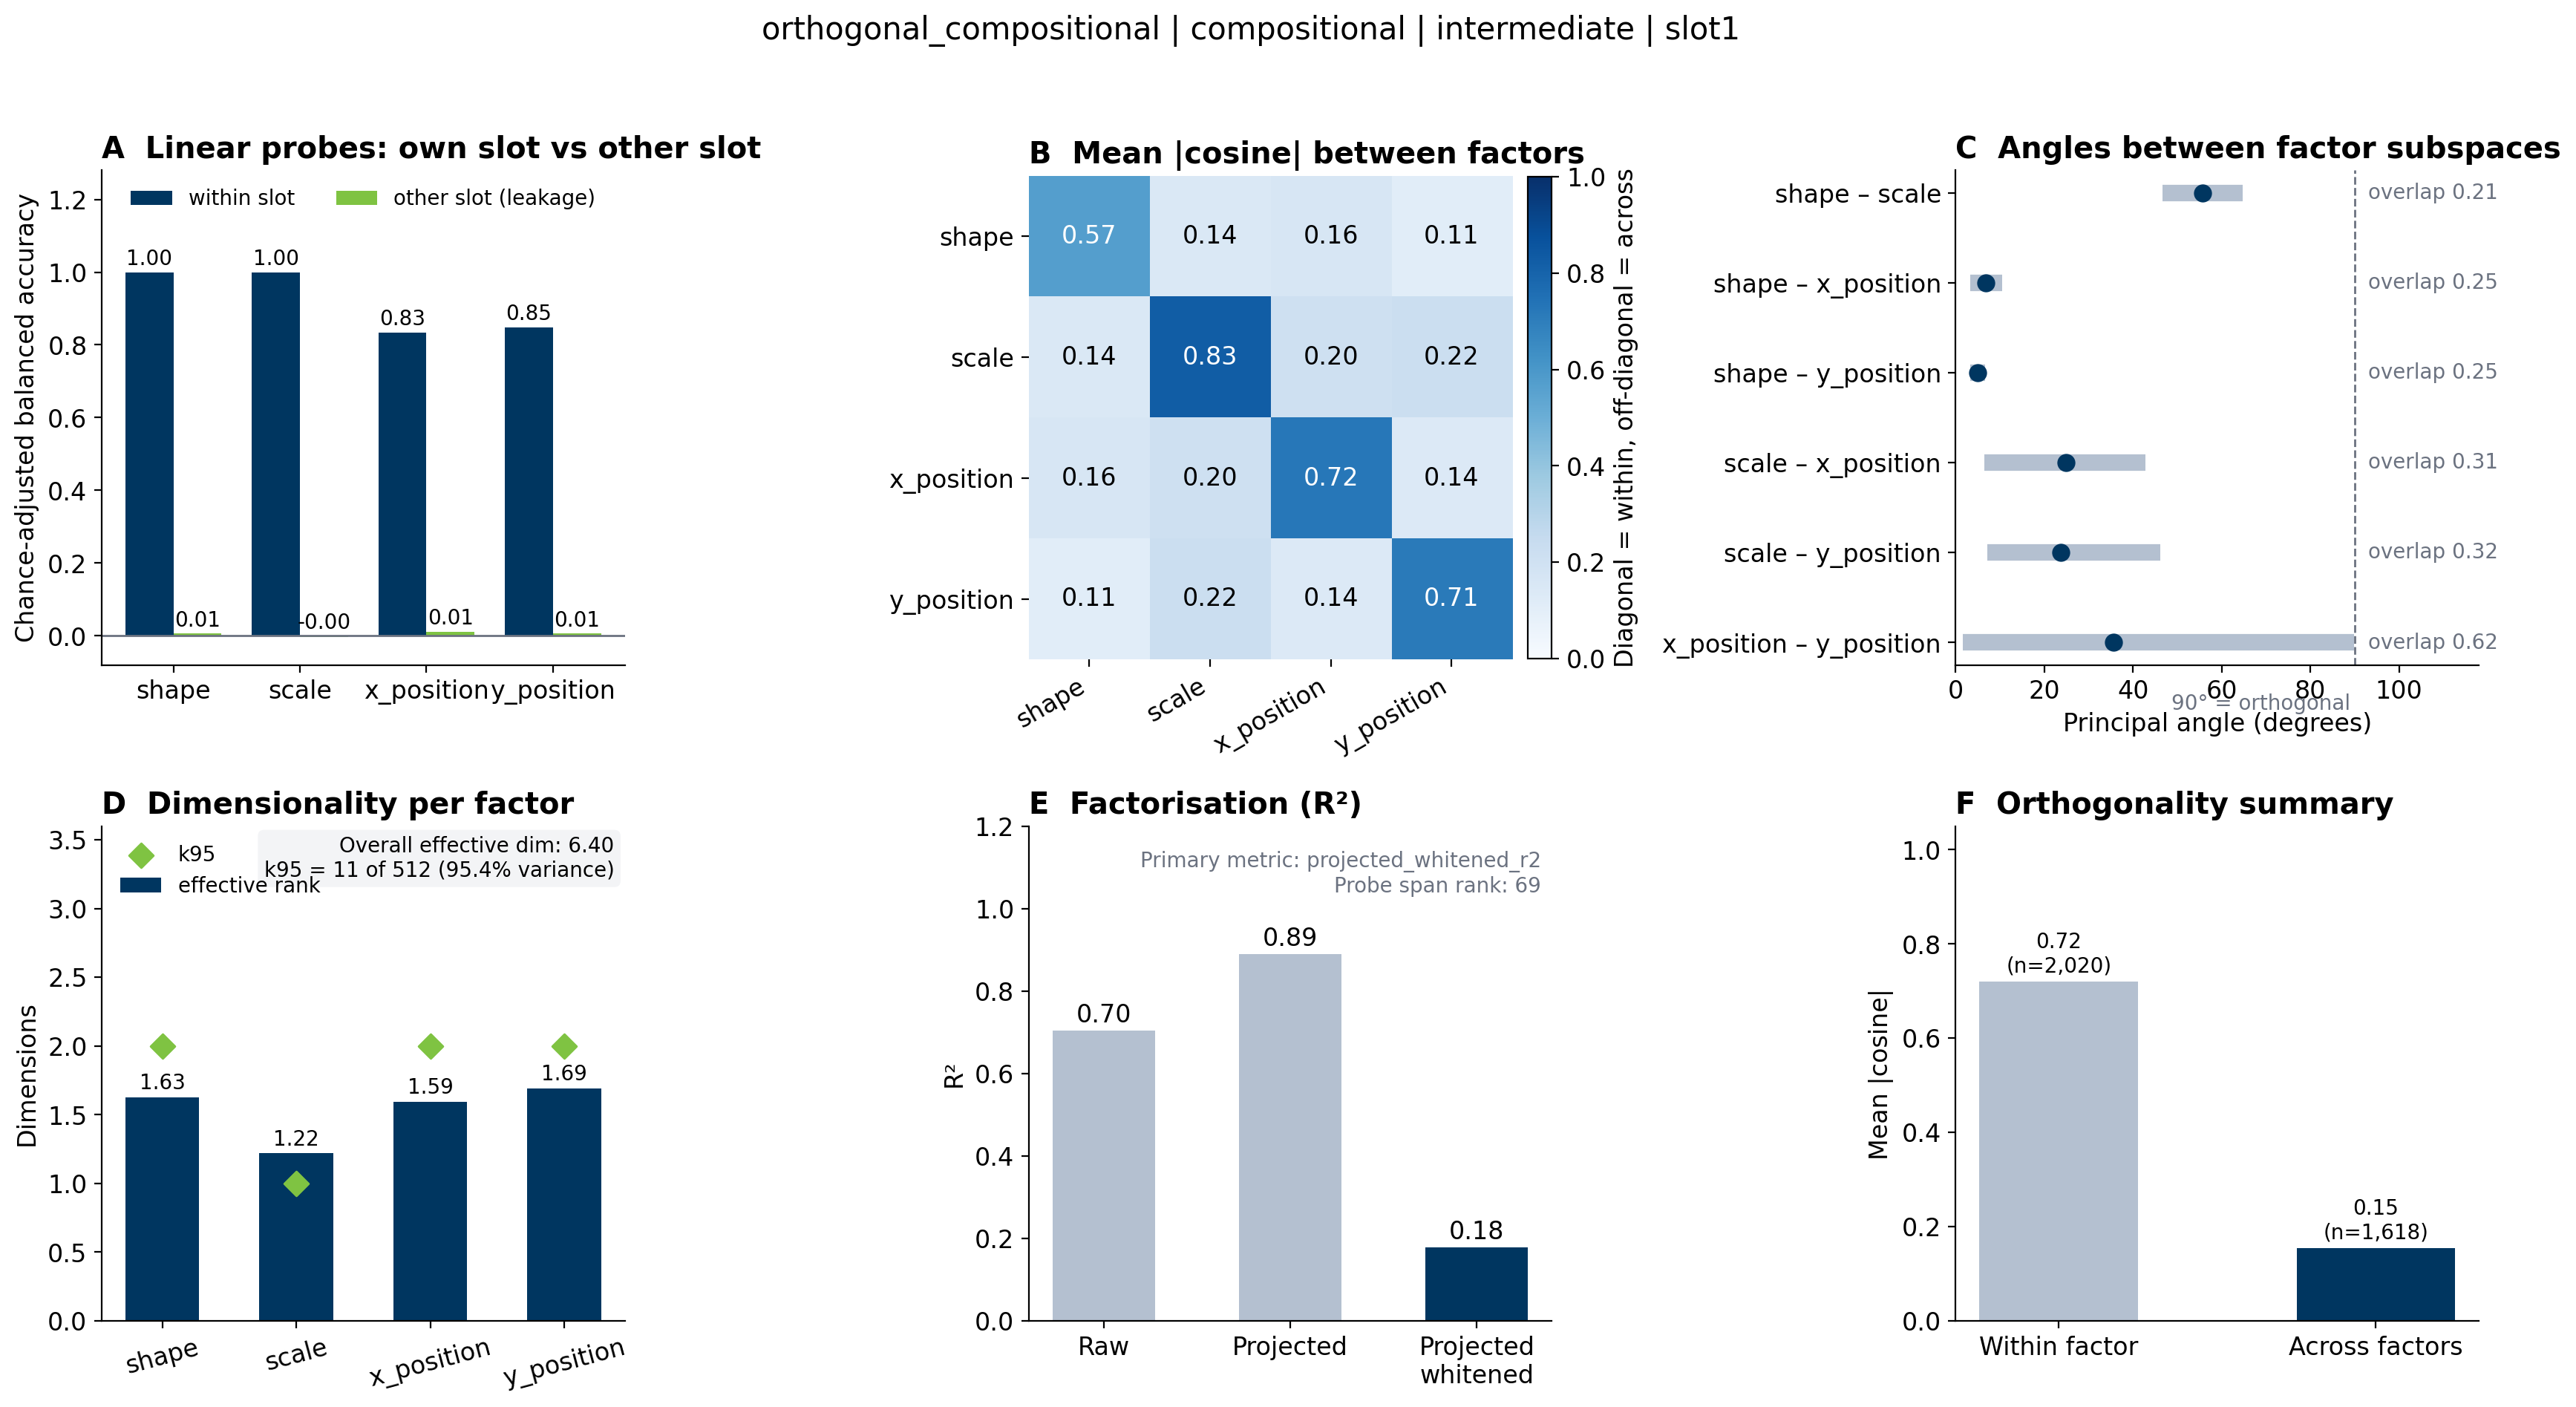 orthogonal_compositional | compositional | intermediate | slot1
A Linear probes: own slot vs other slot
within slot
other slot (leakage)
Chance-adjusted balanced accuracy
1.2
1.0
0.8
0.6
0.4
0.2
0.0
1.00
0.01
1.00
-0.00
0.83
0.01
0.85
0.01
shape
scale
x_position
y_position
B Mean |cosine| between factors
shape
scale
x_position
y_position
0.57 0.14 0.16 0.11
0.14 0.83 0.20 0.22
0.16 0.20 0.72 0.14
0.11 0.22 0.14 0.71
shape
scale
x_position
y_position
1.0
0.8
0.6
0.4
0.2
0.0
Diagonal = within, off-diagonal = across
C Angles between factor subspaces
shape – scale
overlap 0.21
shape – x_position
overlap 0.25
shape – y_position
overlap 0.25
scale – x_position
overlap 0.31
scale – y_position
overlap 0.32
x_position – y_position
overlap 0.62
0 20 40 60 80 100
90° = orthogonal
Principal angle (degrees)
D Dimensionality per factor
k95
effective rank
Overall effective dim: 6.40
k95 = 11 of 512 (95.4% variance)
Dimensions
3.5
3.0
2.5
2.0
1.5
1.0
0.5
0.0
1.63
1.22
1.59
1.69
shape
scale
x_position
y_position
E Factorisation (R²)
Primary metric: projected_whitened_r2
Probe span rank: 69
R²
1.2
1.0
0.8
0.6
0.4
0.2
0.0
0.70
0.89
0.18
Raw
Projected
Projected
whitened
F Orthogonality summary
Mean |cosine|
1.0
0.8
0.6
0.4
0.2
0.0
0.72
(n=2,020)
0.15
(n=1,618)
Within factor
Across factors